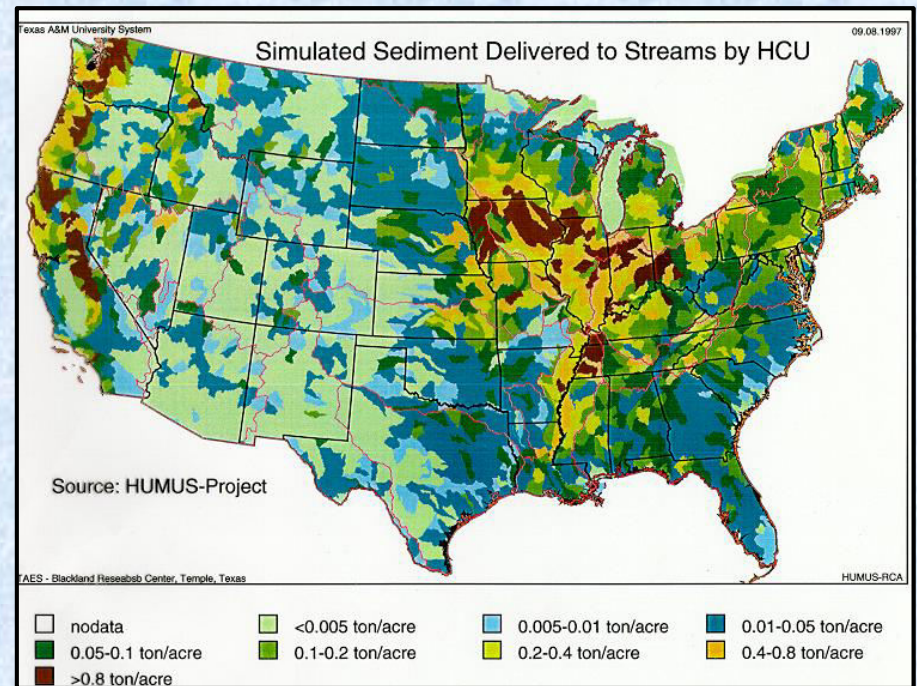 Texas A&M University System
09.08.1997
Simulated Sediment Delivered to Streams by HCU
Source: HUMUS-Project
TAES - Blackland Reseabsb Center, Temple, Texas
HUMUS-RCA
nodata
<0.005 ton/acre
0.005-0.01 ton/acre
0.01-0.05 ton/acre
0.05-0.1 ton/acre
0.1-0.2 ton/acre
0.2-0.4 ton/acre
0.4-0.8 ton/acre
>0.8 ton/acre